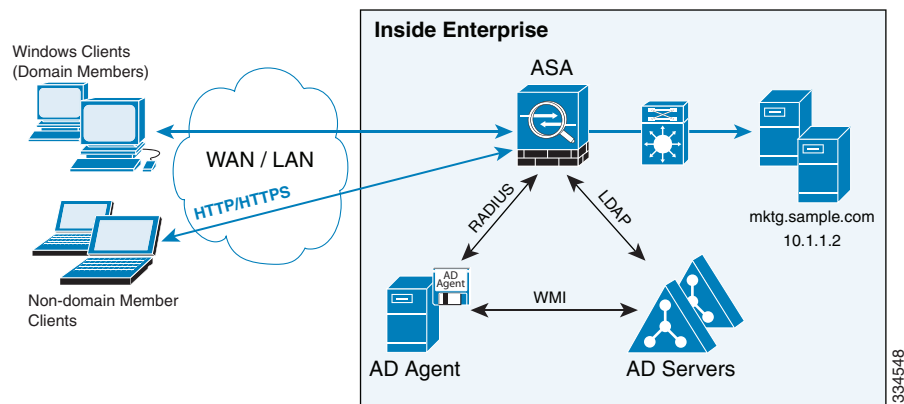 Inside Enterprise
Windows Clients
(Domain Members)
ASA
WAN / LAN
HTTP/HTTPS
RADIUS
LDAP
mktg.sample.com
10.1.1.2
Non-domain Member
Clients
AD
Agent
WMI
AD Agent
AD Servers
334548